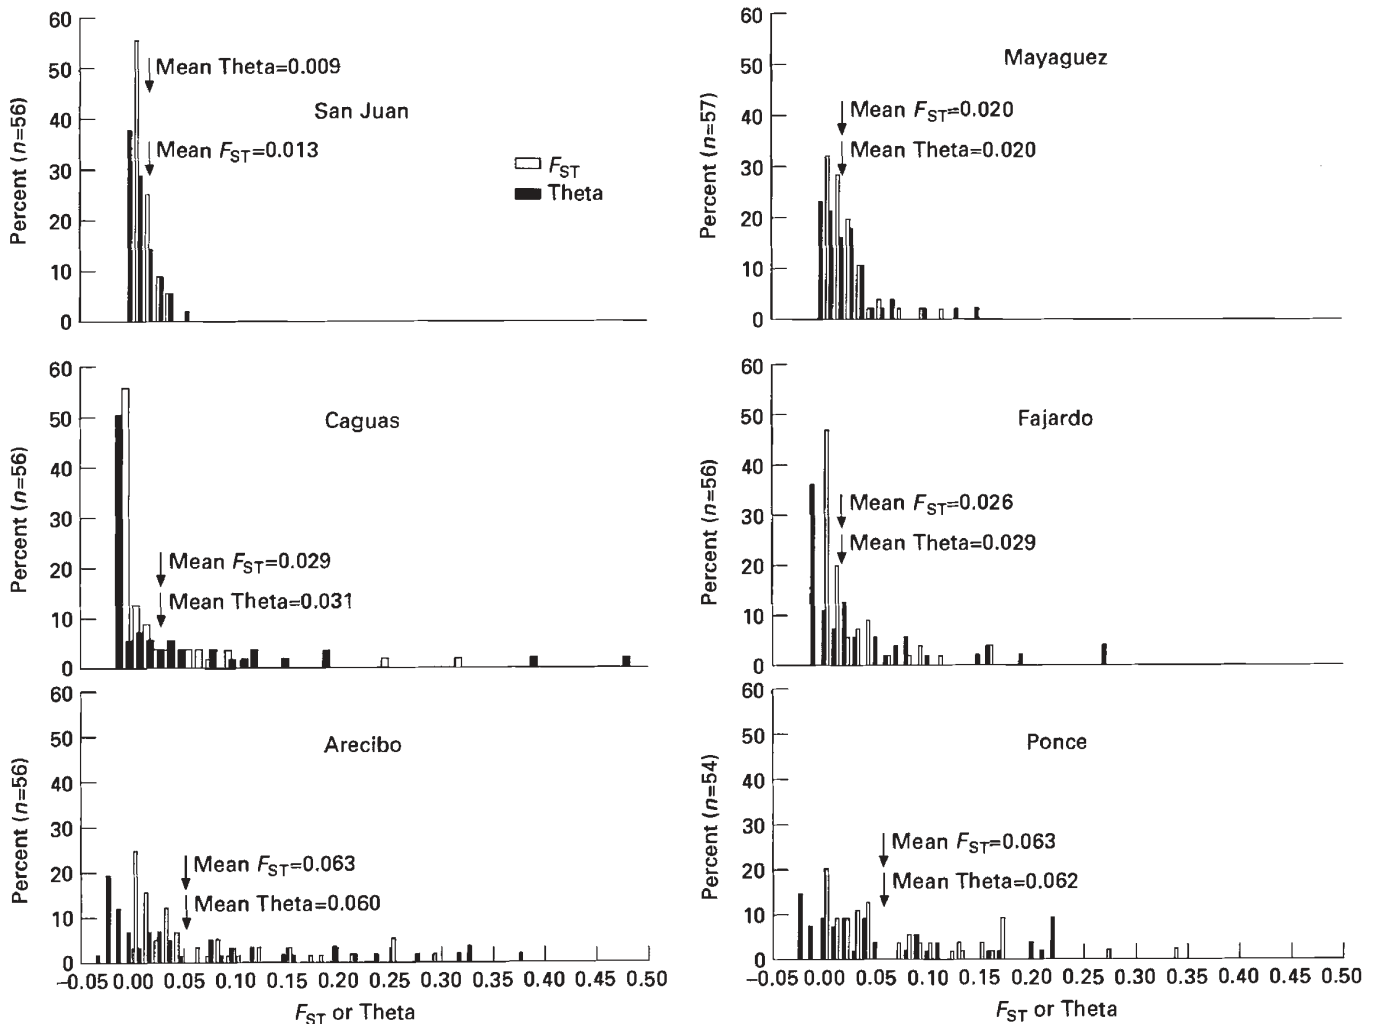 60
50
40
30
20
10
0
Percent (n=56)
Mean Theta=0.009
San Juan
Mean FST=0.013
FST
Theta
60
50
40
30
20
10
0
Percent (n=57)
Mayaguez
Mean FST=0.020
Mean Theta=0.020
60
50
40
30
20
10
0
Percent (n=56)
Caguas
Mean FST=0.029
Mean Theta=0.031
60
50
40
30
20
10
0
Percent (n=56)
Fajardo
Mean FST=0.026
Mean Theta=0.029
60
50
40
30
20
10
0
Percent (n=56)
Arecibo
Mean FST=0.063
Mean Theta=0.060
−0.05 0.00 0.05 0.10 0.15 0.20 0.25 0.30 0.35 0.40 0.45 0.50
FST or Theta
60
50
40
30
20
10
0
Percent (n=54)
Ponce
Mean FST=0.063
Mean Theta=0.062
−0.05 0.00 0.05 0.10 0.15 0.20 0.25 0.30 0.35 0.40 0.45 0.50
FST or Theta